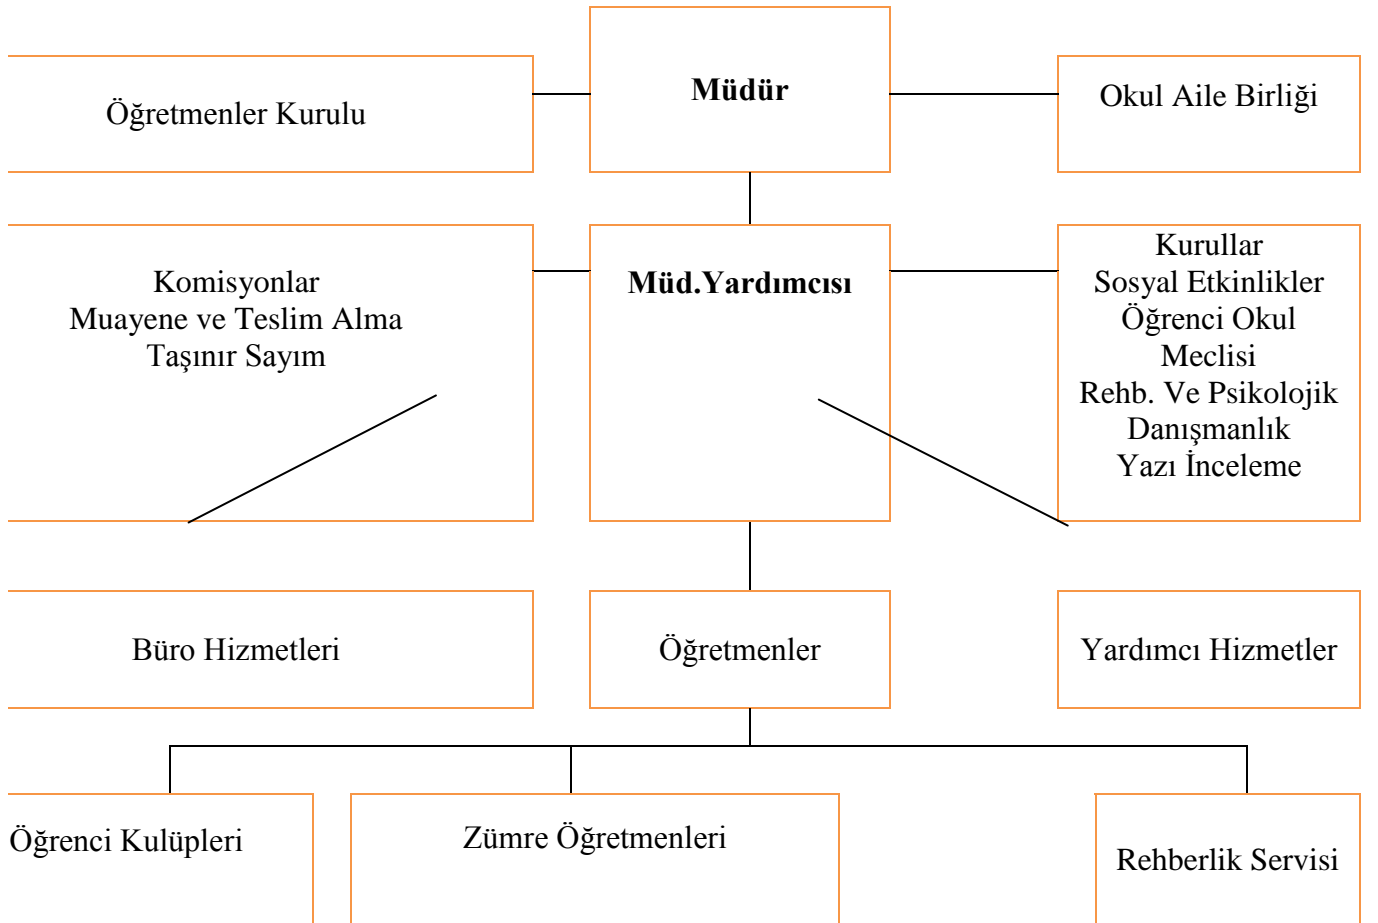 Öğretmenler Kurulu
Müdür
Okul Aile Birliği
Komisyonlar
Muayene ve Teslim Alma
Taşınır Sayım
Müd.Yardımcısı
Kurullar
Sosyal Etkinlikler
Öğrenci Okul
Meclisi
Rehb. Ve Psikolojik
Danışmanlık
Yazı İnceleme
Büro Hizmetleri
Öğretmenler
Yardımcı Hizmetler
Öğrenci Kulüpleri
Zümre Öğretmenleri
Rehberlik Servisi